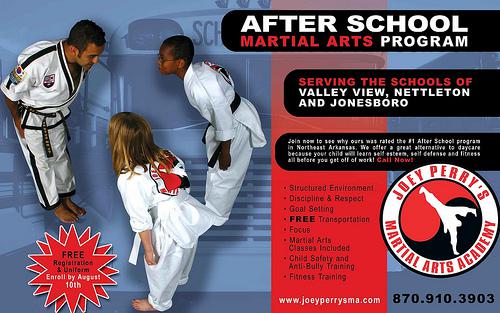 AFTER SCHOOL
MARTIAL ARTS PROGRAM
SERVING THE SCHOOLS OF
VALLEY VIEW, NETTLETON
AND JONESBORO
Join now to see why ours was rated the #1 After School program
in Northeast Arkansas. We offer a great alternative to daycare
because your child will learn self esteem, self defense and fitness
all before you get off of work! Call Now!
• Structured Environment
• Discipline & Respect
• Goal Setting
• FREE Transportation
• Focus
• Martial Arts
Classes Included
• Child Safety and
Anti-Bully Training
• Fitness Training
JOEY PERRY'S
MARTIAL ARTS ACADEMY
FREE
Registration
& Uniform
Enroll by August
10th
www.joeyperrysma.com
870.910.3903
SCH